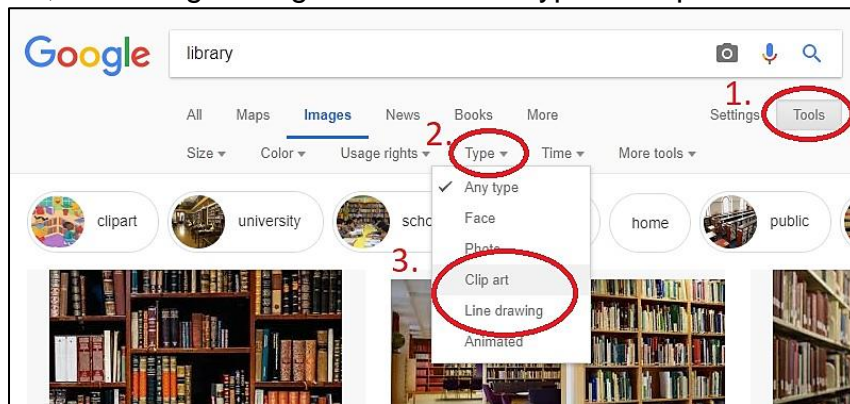 Google library
1.
All Maps Images News Books More Settings Tools
2.
Size Color Usage rights Type Time More tools
Any type
clipart university home public
Face
Photo
3.
Clip art
Line drawing
Animated